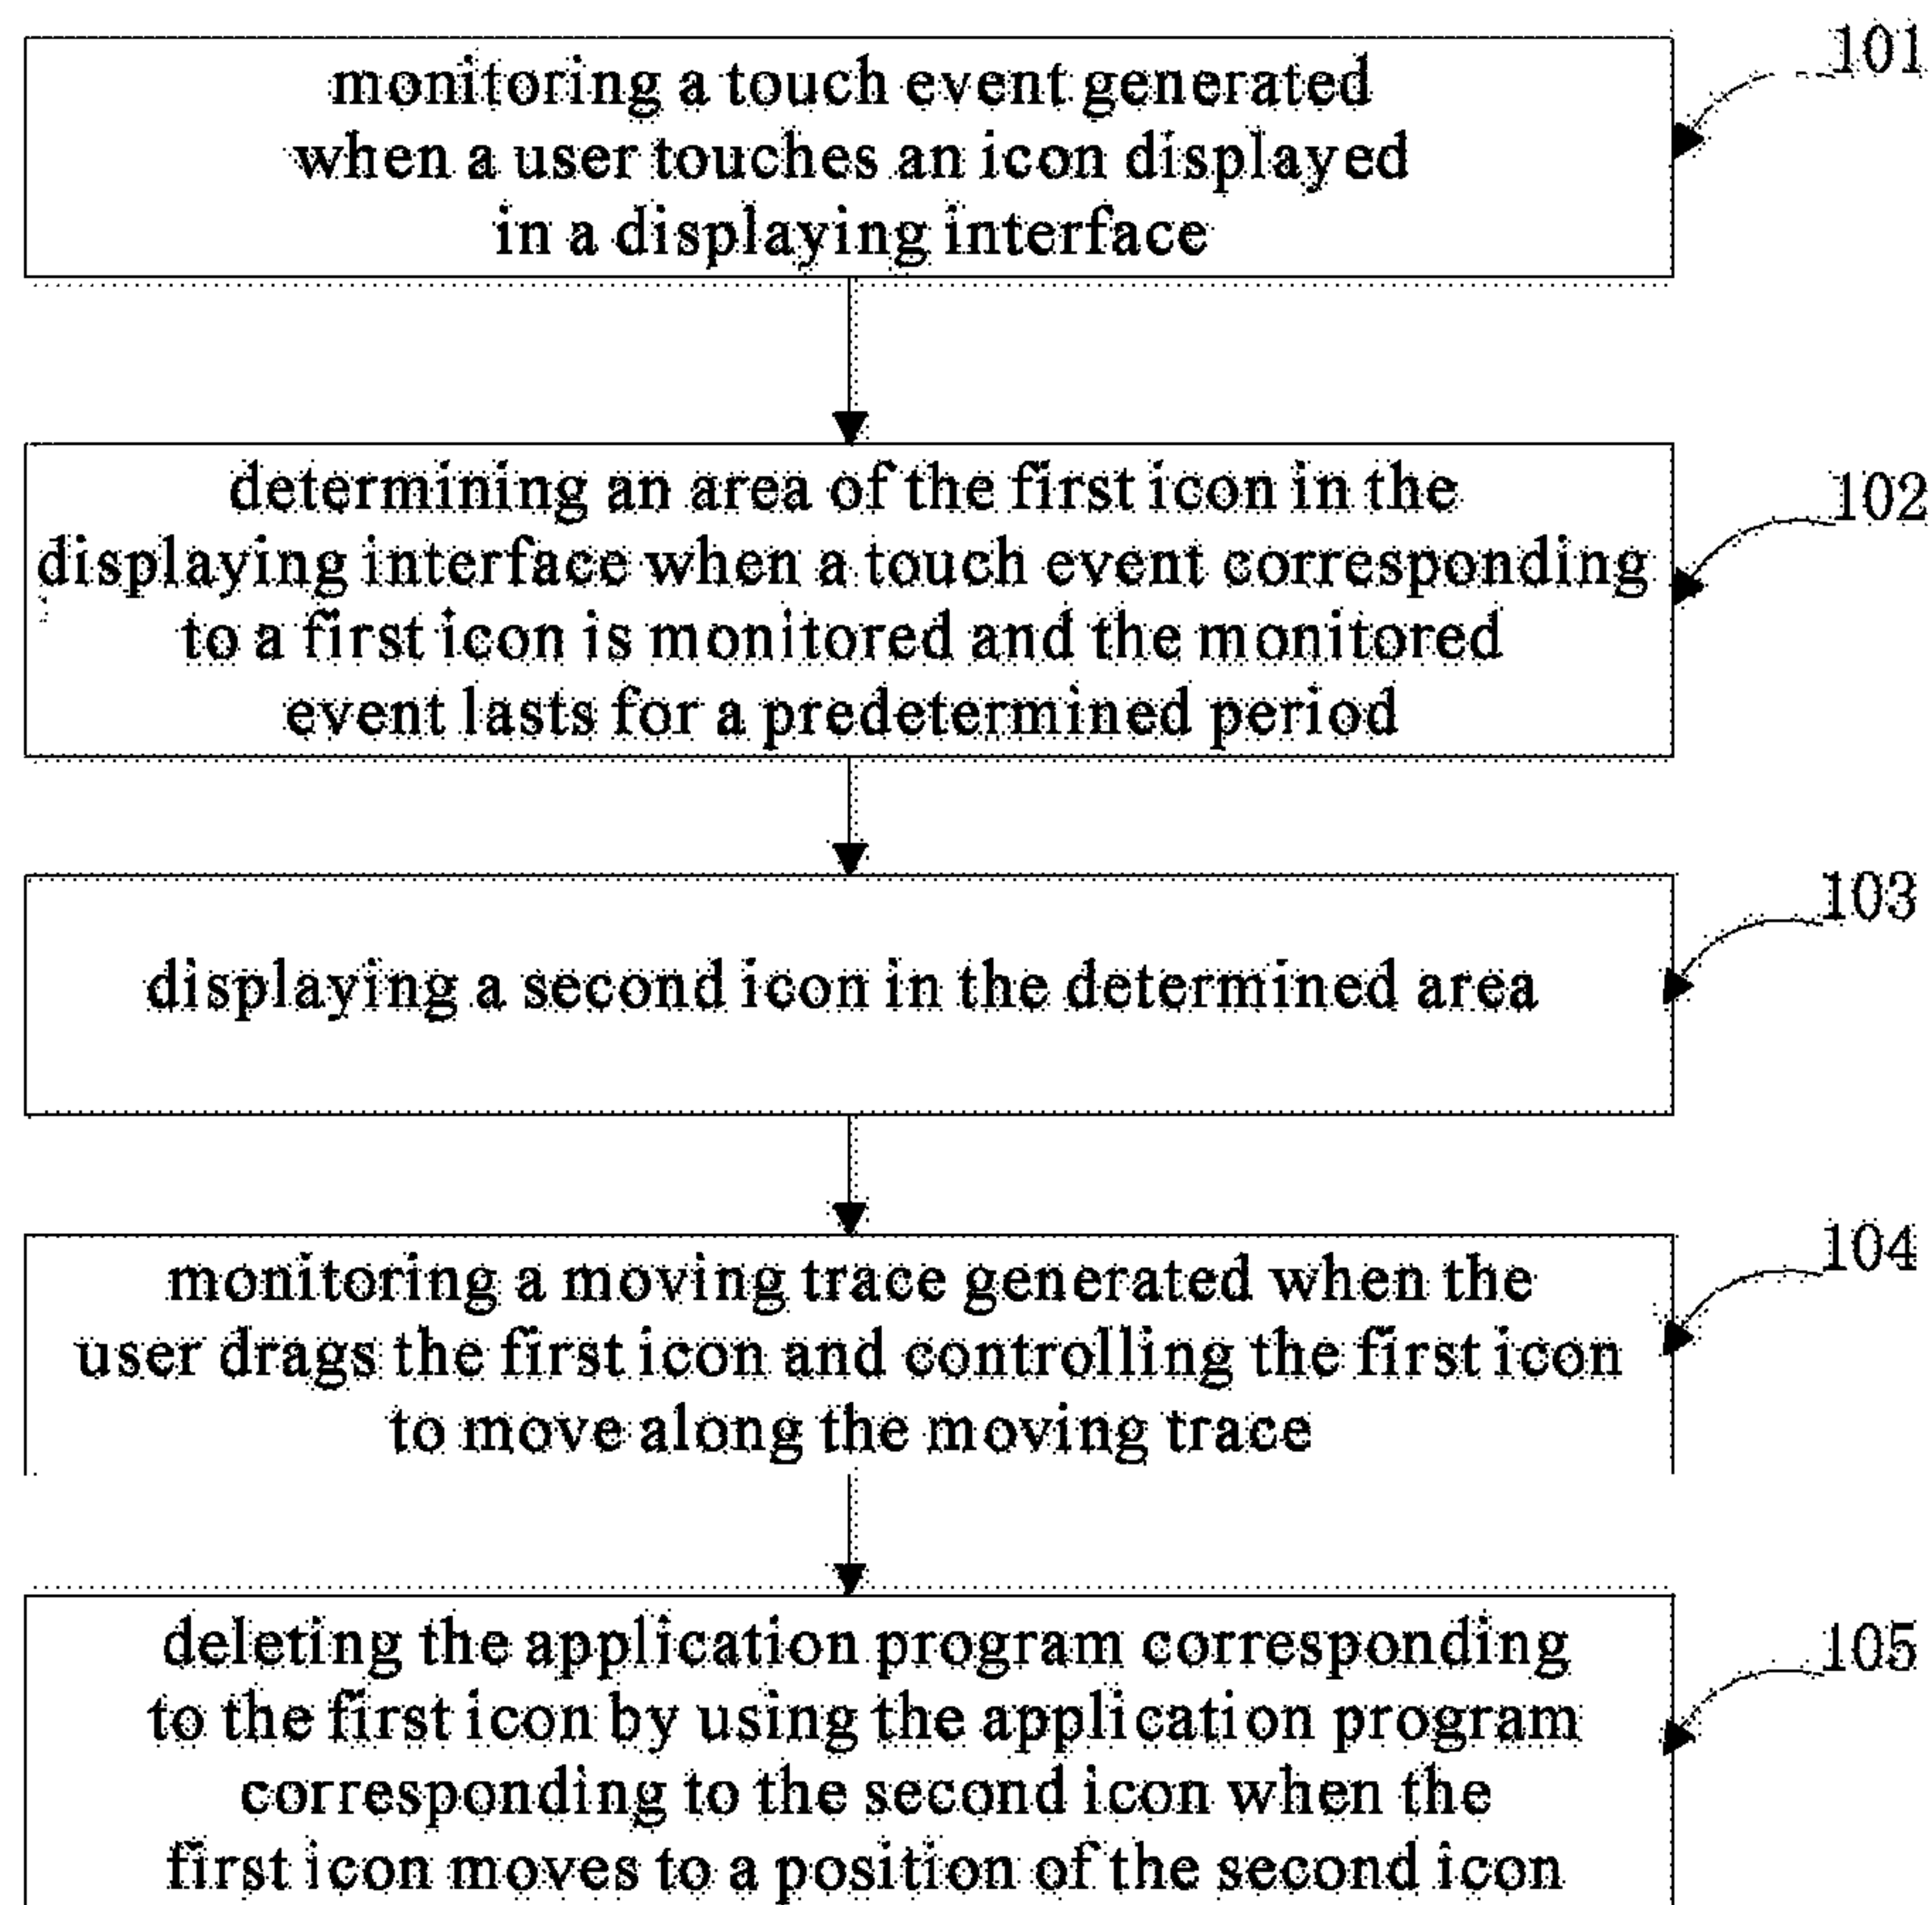 monitoring a touch event generated
when a user touches an icon displayed
in a displaying interface
101
determining an area of the first icon in the
displaying interface when a touch event corresponding
to a first icon is monitored and the monitored
event lasts for a predetermined period
102
displaying a second icon in the determined area
103
monitoring a moving trace generated when the
user drags the first icon and controlling the first icon
to move along the moving trace
104
deleting the application program corresponding
to the first icon by using the application program
corresponding to the second icon when the
first icon moves to a position of the second icon
105